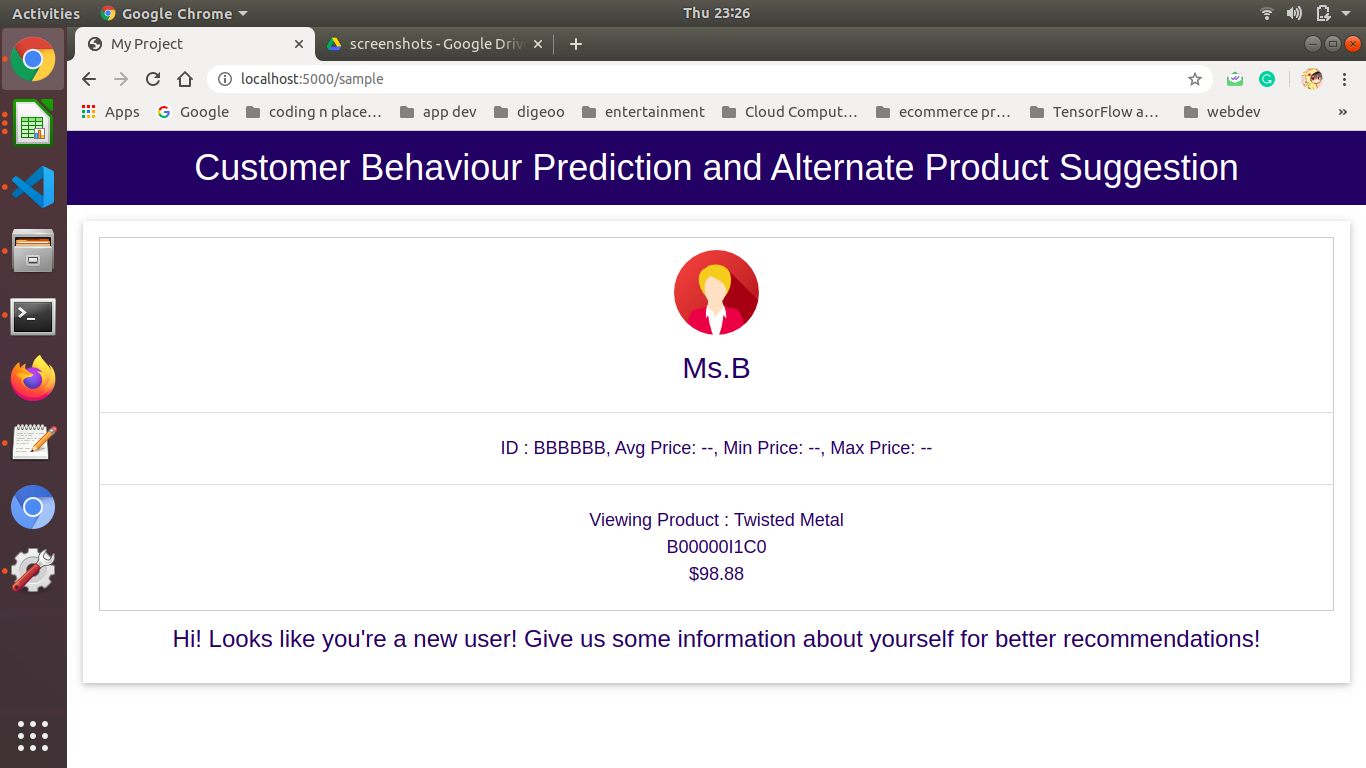 Activities Google Chrome Thu 23:26
My Project screenshots - Google Driv
localhost:5000/sample
Apps Google coding n place… app dev digeoo entertainment Cloud Comput… ecommerce pr… TensorFlow a… webdev »
Customer Behaviour Prediction and Alternate Product Suggestion
Ms.B
ID : BBBBBB, Avg Price: --, Min Price: --, Max Price: --
Viewing Product : Twisted Metal
B00000I1C0
$98.88
Hi! Looks like you're a new user! Give us some information about yourself for better recommendations!